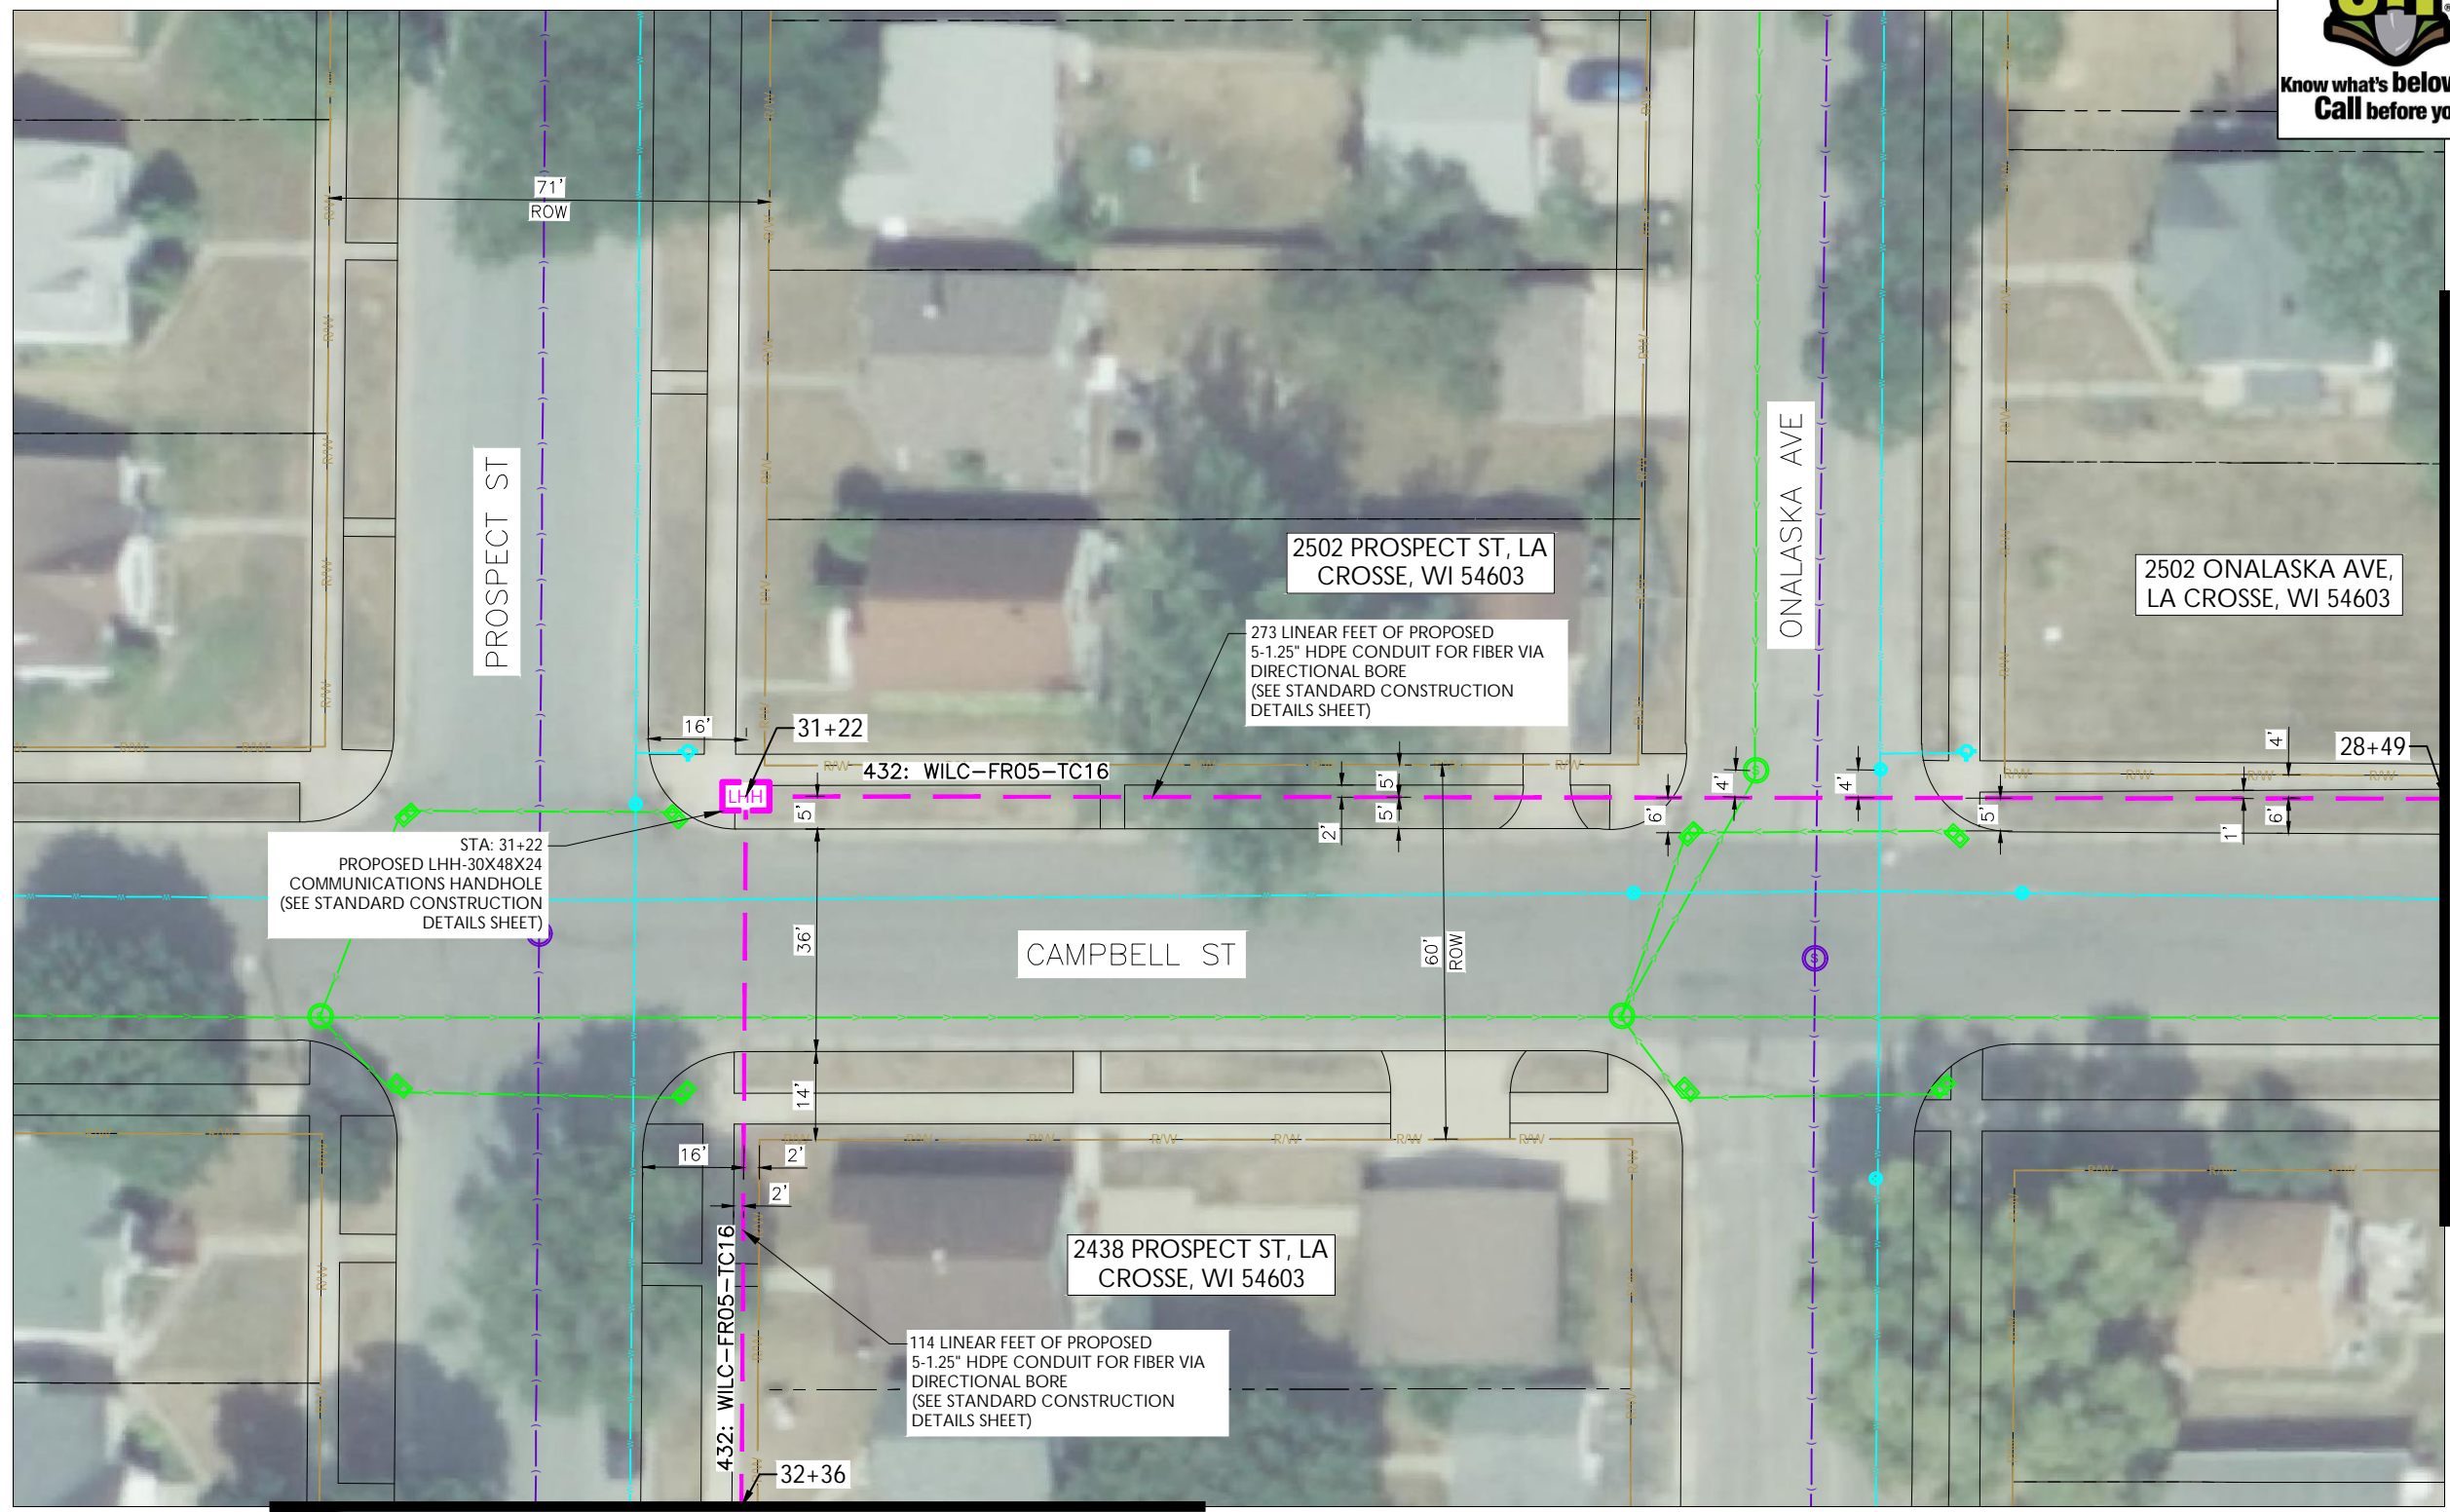 Know what's below
Call before yo
71'
ROW
PROSPECT ST
ONALASKA AVE
2502 PROSPECT ST, LA
CROSSE, WI 54603
2502 ONALASKA AVE,
LA CROSSE, WI 54603
273 LINEAR FEET OF PROPOSED
5-1.25" HDPE CONDUIT FOR FIBER VIA
DIRECTIONAL BORE
(SEE STANDARD CONSTRUCTION
DETAILS SHEET)
16'
31+22
432: WILC-FR05-TC16
28+49
LHH
5'
5'
5'
2'
6'
4'
4'
5'
4'
1'
6'
STA: 31+22
PROPOSED LHH-30X48X24
COMMUNICATIONS HANDHOLE
(SEE STANDARD CONSTRUCTION
DETAILS SHEET)
36'
CAMPBELL ST
60'
ROW
14'
16'
2'
2'
432: WILC-FR05-TC16
2438 PROSPECT ST, LA
CROSSE, WI 54603
114 LINEAR FEET OF PROPOSED
5-1.25" HDPE CONDUIT FOR FIBER VIA
DIRECTIONAL BORE
(SEE STANDARD CONSTRUCTION
DETAILS SHEET)
32+36
R/W
R/W
R/W
R/W
S
S